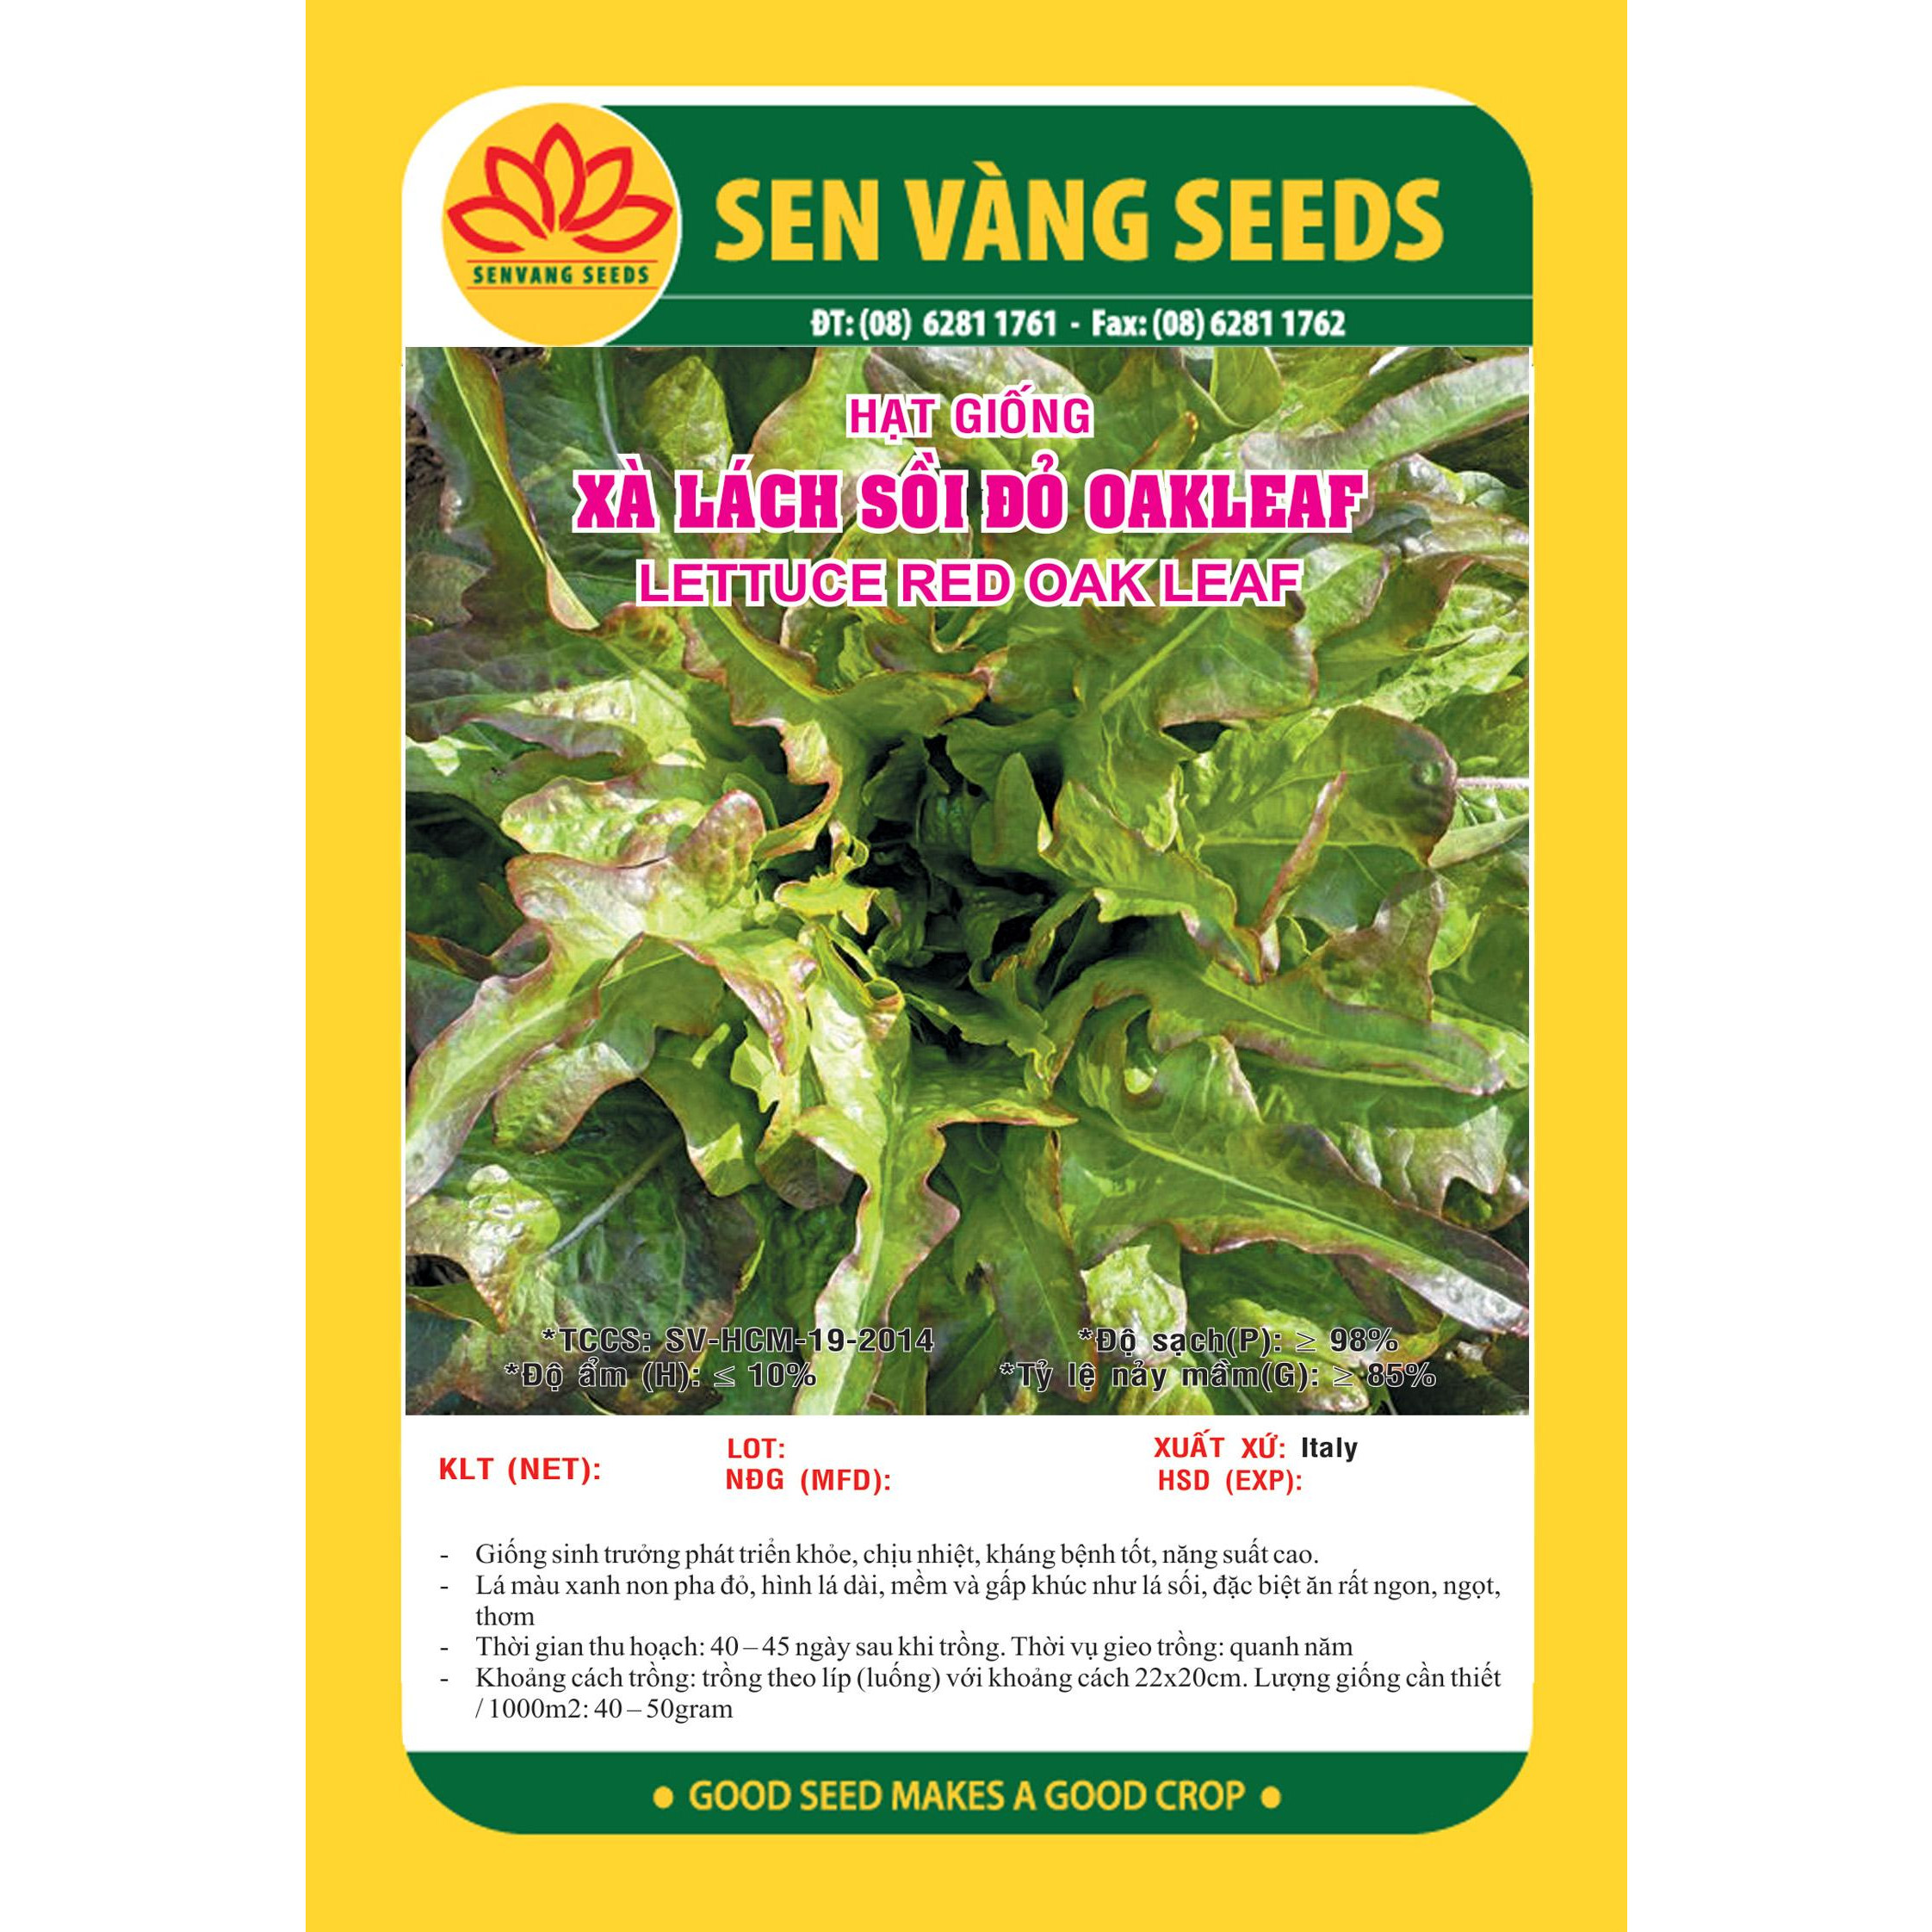 SENVANG SEEDS
SEN VÀNG SEEDS
ĐT: (08) 6281 1761 - Fax: (08) 6281 1762
HẠT GIỐNG
XÀ LÁCH SỒI ĐỎ OAKLEAF
LETTUCE RED OAK LEAF
*TCCS: SV-HCM-19-2014 *Độ sạch(P): ≥ 98%
*Độ ẩm (H): ≤ 10% *Tỷ lệ nảy mầm(G): ≥ 85%
KLT (NET):
LOT:
NĐG (MFD):
XUẤT XỨ: Italy
HSD (EXP):
- Giống sinh trưởng phát triển khỏe, chịu nhiệt, kháng bệnh tốt, năng suất cao.
- Lá màu xanh non pha đỏ, hình lá dài, mềm và gấp khúc như lá sối, đặc biệt ăn rất ngon, ngọt,
thơm
- Thời gian thu hoạch: 40 – 45 ngày sau khi trồng. Thời vụ gieo trồng: quanh năm
- Khoảng cách trồng: trồng theo líp (luống) với khoảng cách 22x20cm. Lượng giống cần thiết
/ 1000m2: 40 – 50gram
• GOOD SEED MAKES A GOOD CROP •